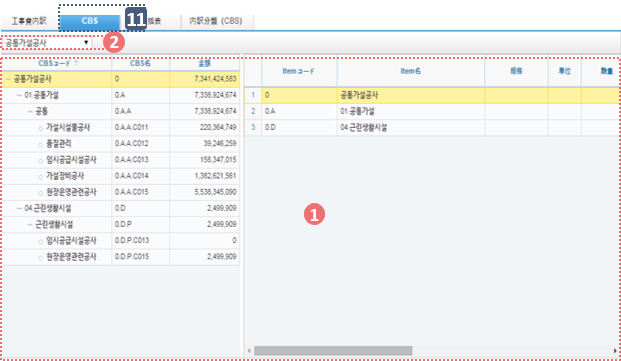 工事費内訳 CBS 11 括表 内訳分類（CBS）
공통가설공사 ▼ 2
CBSコード CBS名 金額
공통가설공사 0 7,341,424,583
01.공통가설 0.A 7,338,924,674
공통 0.A.A 7,338,924,674
가설시설물공사 0.A.A.C011 220,364,749
품질관리 0.A.A.C012 39,246,259
임시공급시설공사 0.A.A.C013 158,347,015
가설장비공사 0.A.A.C014 1,382,621,561
현장운영관련공사 0.A.A.C015 5,538,345,090
04.근린생활시설 0.D 2,499,909
근린생활시설 0.D.P 2,499,909
임시공급시설공사 0.D.P.C013 0
현장운영관련공사 0.D.P.C015 2,499,909
Itemコード Item名 規格 単位 数量
1 0 공통가설공사
2 0.A 01.공통가설
3 0.D 04.근린생활시설
1